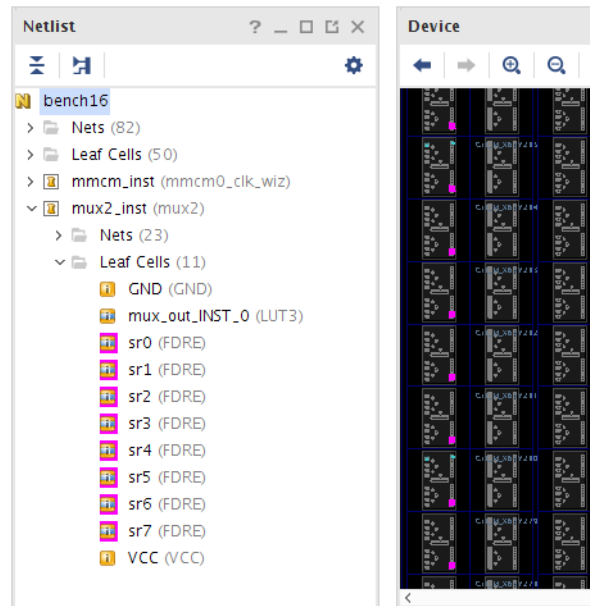 Netlist
?
bench16
Nets (82)
Leaf Cells (50)
mmcm_inst (mmcm0_clk_wiz)
mux2_inst (mux2)
Nets (23)
Leaf Cells (11)
GND (GND)
mux_out_INST_0 (LUT3)
sr0 (FDRE)
sr1 (FDRE)
sr2 (FDRE)
sr3 (FDRE)
sr4 (FDRE)
sr5 (FDRE)
sr6 (FDRE)
sr7 (FDRE)
VCC (VCC)
Device